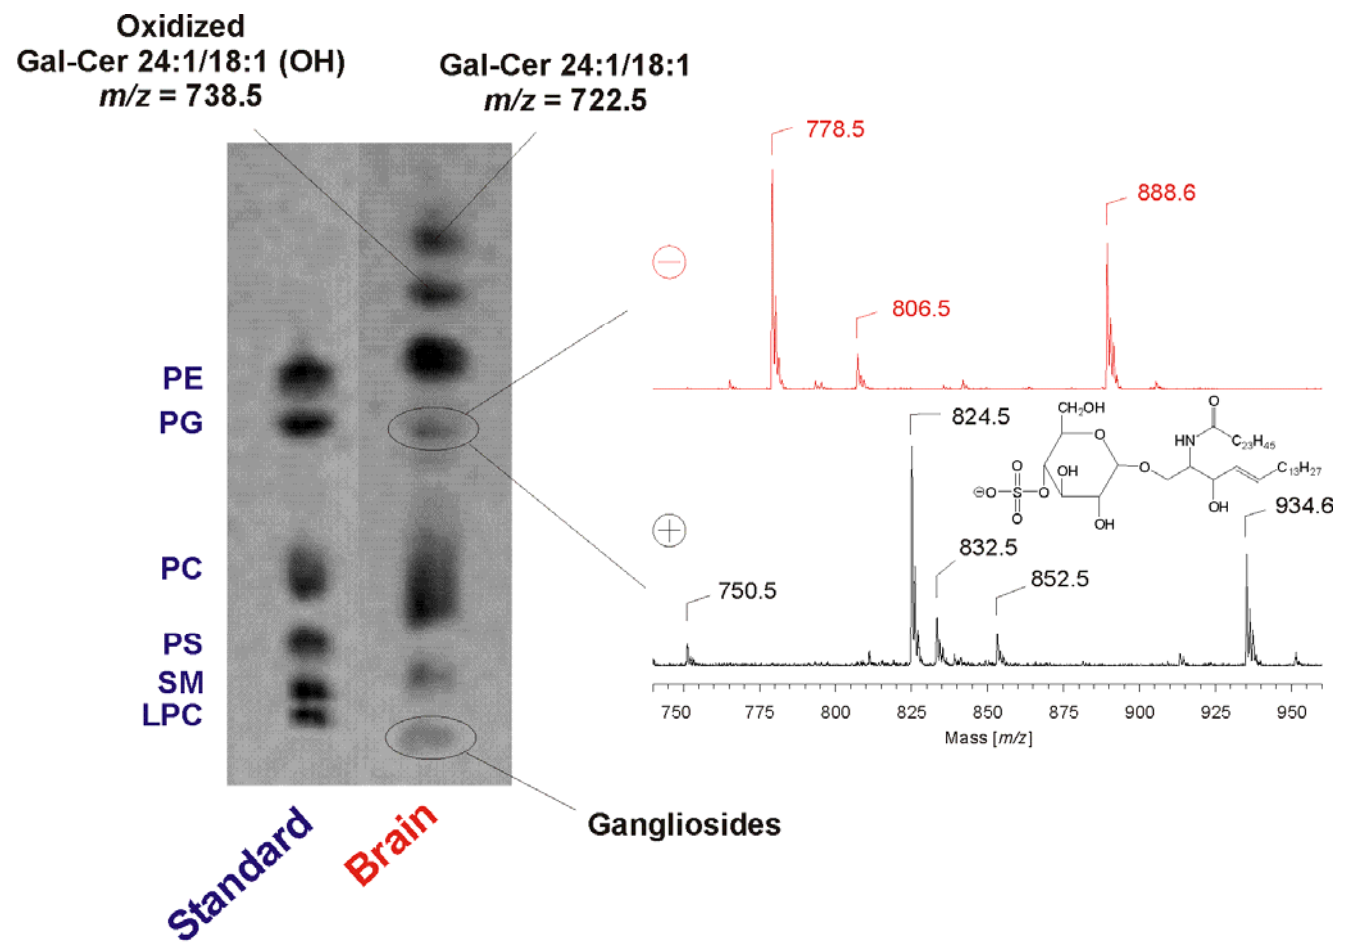 Oxidized
Gal-Cer 24:1/18:1 (OH)
m/z = 738.5
Gal-Cer 24:1/18:1
m/z = 722.5
778.5
888.6
806.5
PE
PG
PC
PS
SM
LPC
824.5
832.5
852.5
750.5
934.6
CH₂OH
O
OH
OH
O
HN
O
C₂₃H₄₅
C₁₃H₂₇
OH
⊖O
S
O
O
O
750 775 800 825 850 875 900 925 950
Mass [m/z]
Gangliosides
Standard
Brain